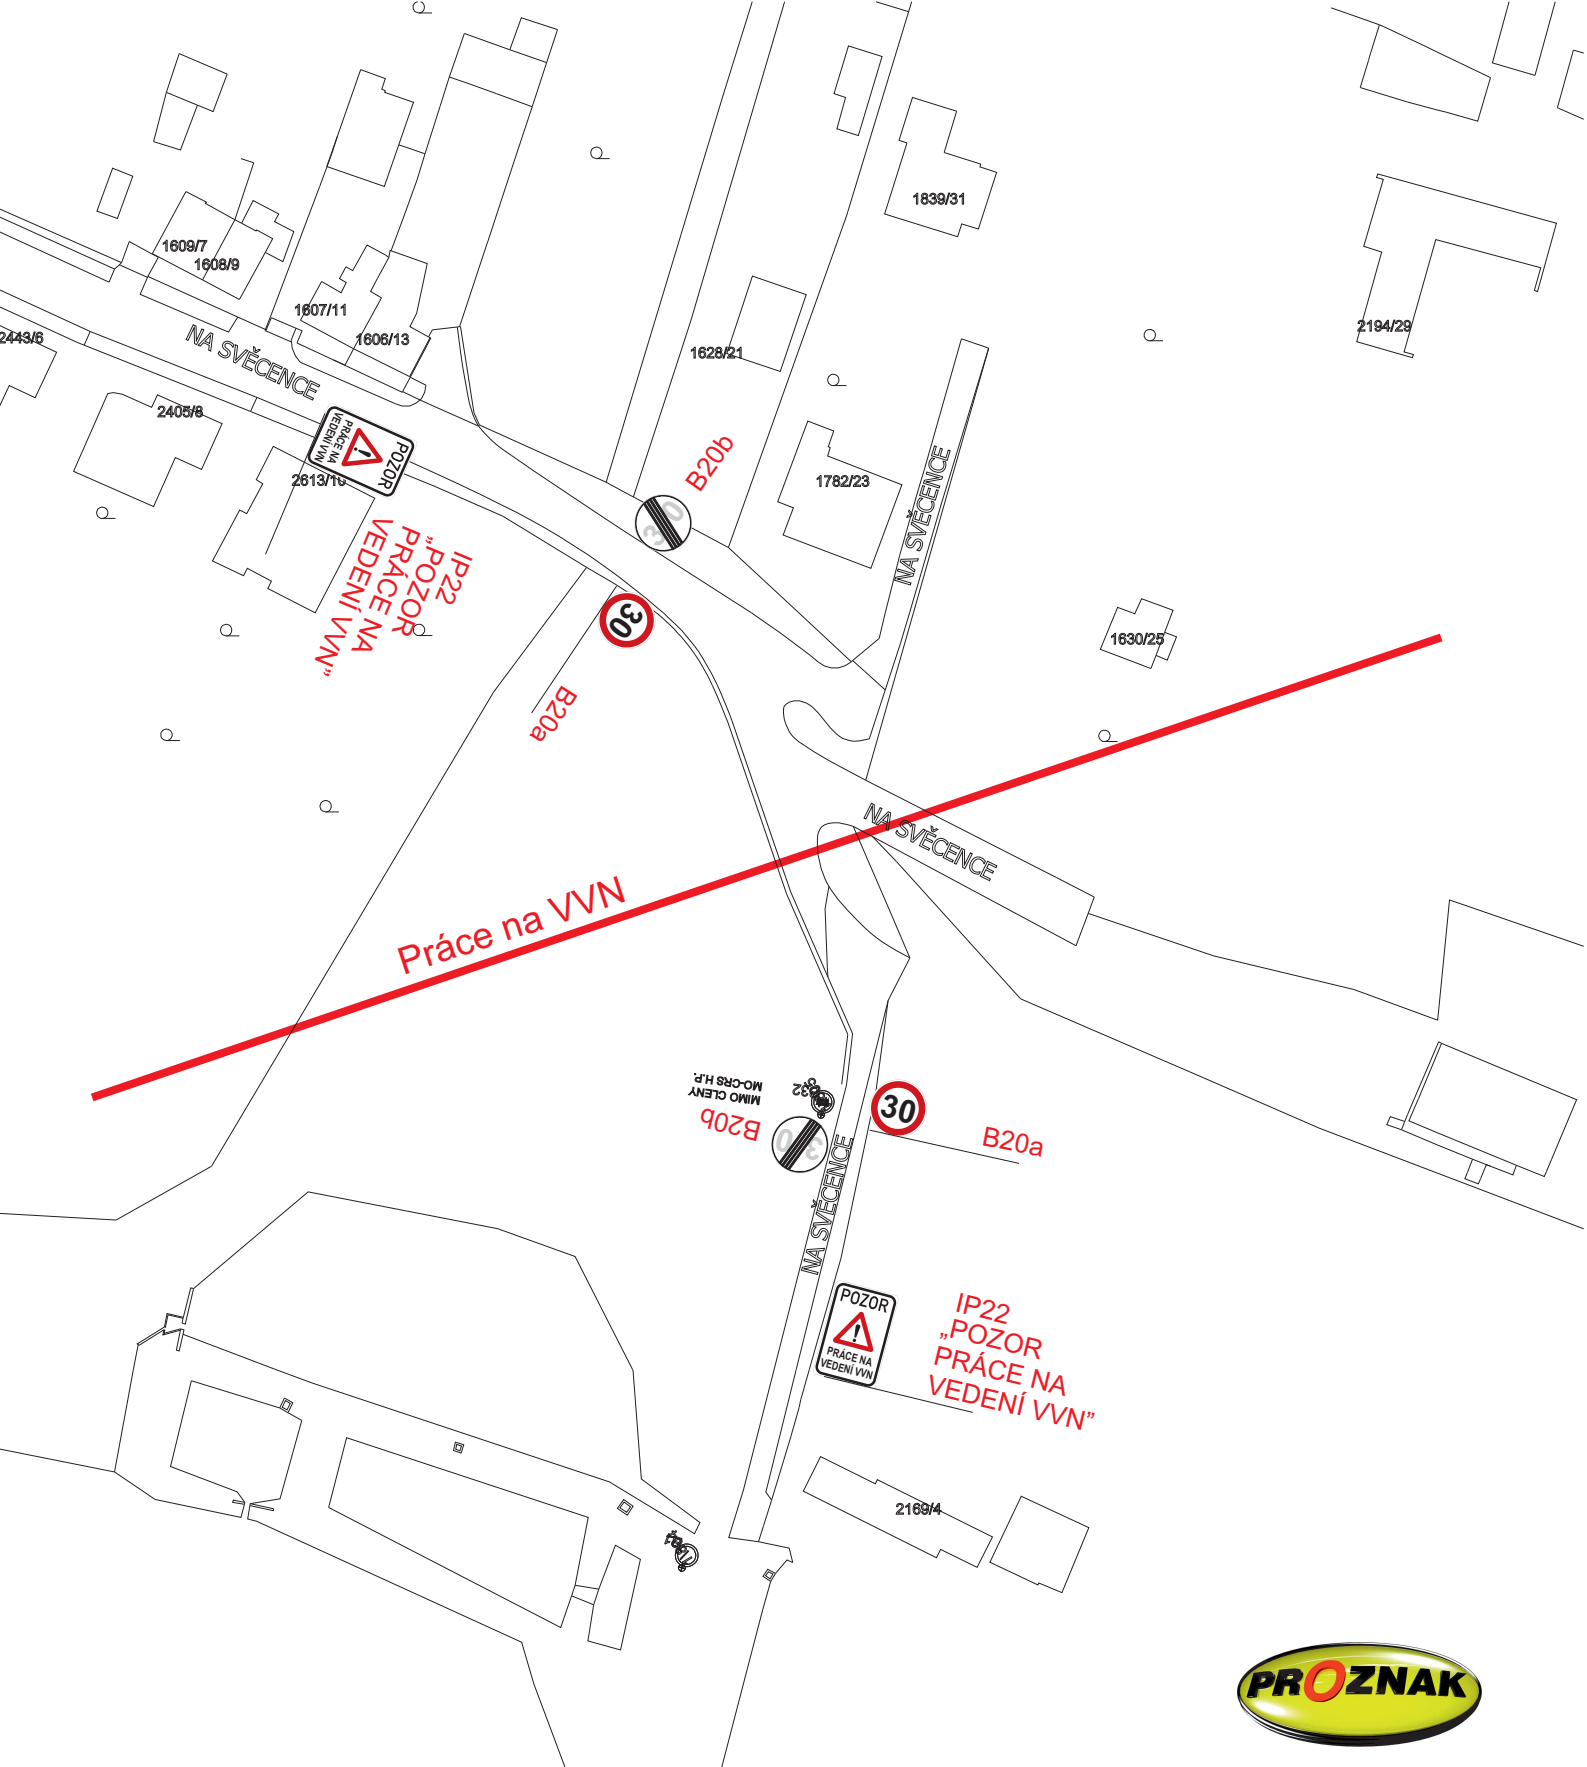 1839/31
1609/7
1608/9
1607/11
1606/13
2443/6
NA SVĚCENCE
1628/21
2194/29
2405/8
POZOR
!
PRÁCE NA
VEDENÍ VVN
2613/10
B20b
1782/23
NA SVĚCENCE
IP22
„POZOR
PRÁCE NA
VEDENÍ VVN"
30
30
B20a
1630/25
NA SVĚCENCE
Práce na VVN
MIMO CLENY
MO-CRS H.P.
B20b
30
30
B20a
NA SVĚCENCE
POZOR
!
PRÁCE NA
VEDENÍ VVN
IP22
„POZOR
PRÁCE NA
VEDENÍ VVN"
2169/4
PROZNAK